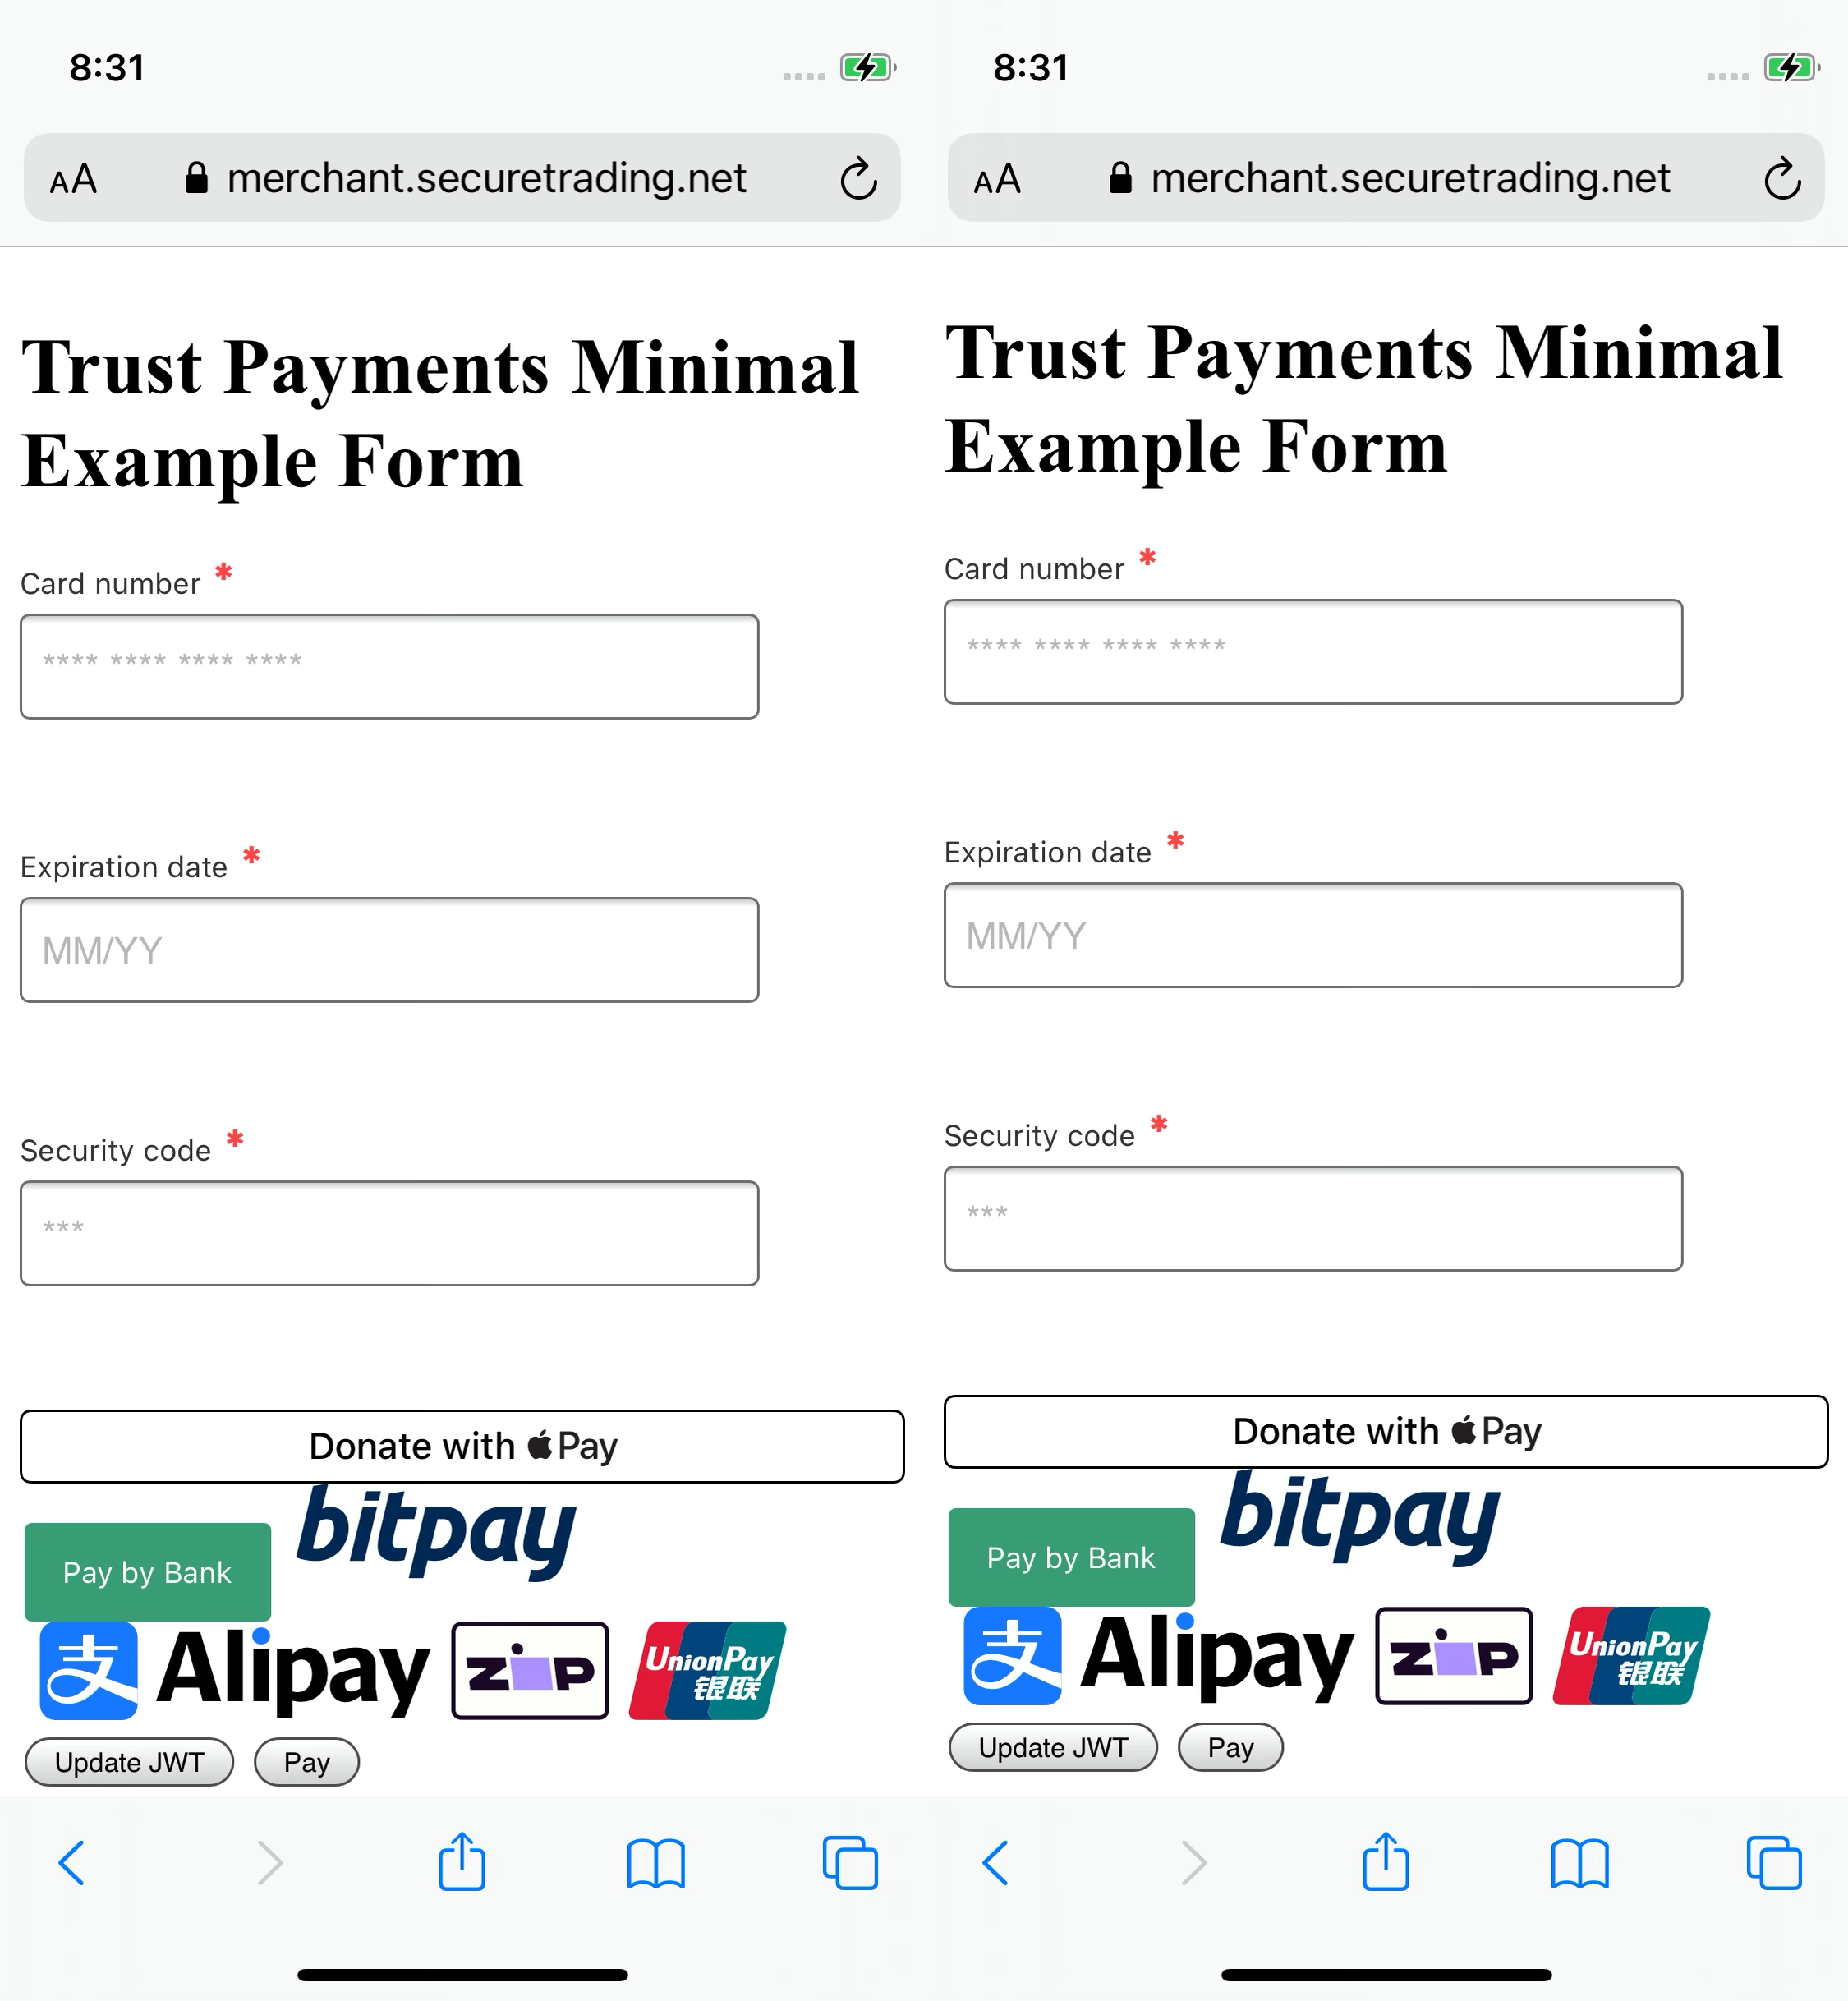 8:31
AA merchant.securetrading.net
Trust Payments Minimal
Example Form
Card number *
**** **** **** ****
Expiration date *
MM/YY
Security code *
***
Donate with Pay
Pay by Bank bitpay
支 Alipay zip UnionPay
银联
Update JWT Pay
8:31
AA merchant.securetrading.net
Trust Payments Minimal
Example Form
Card number *
**** **** **** ****
Expiration date *
MM/YY
Security code *
***
Donate with Pay
Pay by Bank bitpay
支 Alipay zip UnionPay
银联
Update JWT Pay